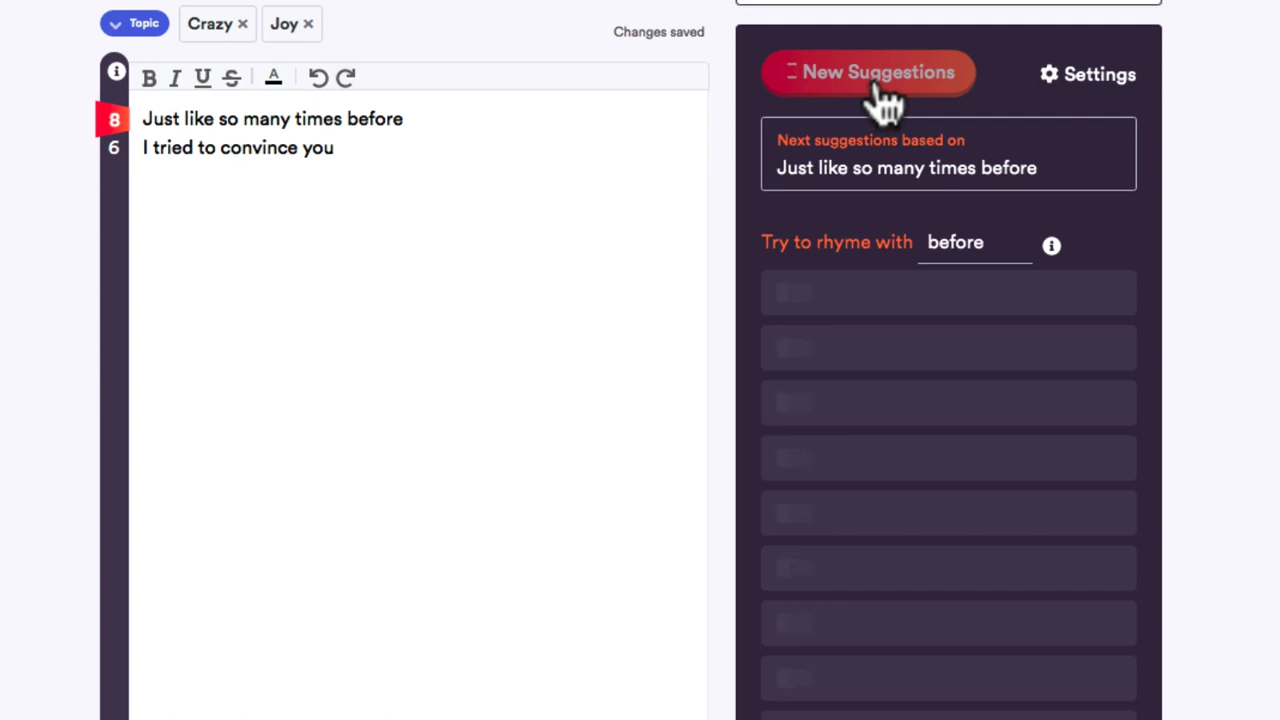 Topic
Crazy ×
Joy ×
Changes saved
New Suggestions
Settings
B I U S A
8 Just like so many times before
6 I tried to convince you
Next suggestions based on
Just like so many times before
Try to rhyme with before